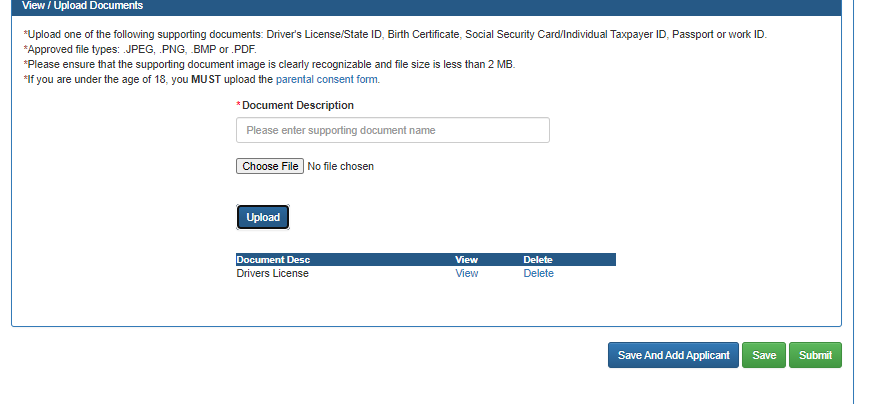 View / Upload Documents
*Upload one of the following supporting documents: Driver's License/State ID, Birth Certificate, Social Security Card/Individual Taxpayer ID, Passport or work ID.
*Approved file types: .JPEG, .PNG, .BMP or .PDF.
*Please ensure that the supporting document image is clearly recognizable and file size is less than 2 MB.
*If you are under the age of 18, you MUST upload the parental consent form.
*Document Description
Please enter supporting document name
Choose File No file chosen
Upload
Document Desc View Delete
Drivers License View Delete
Save And Add Applicant Save Submit